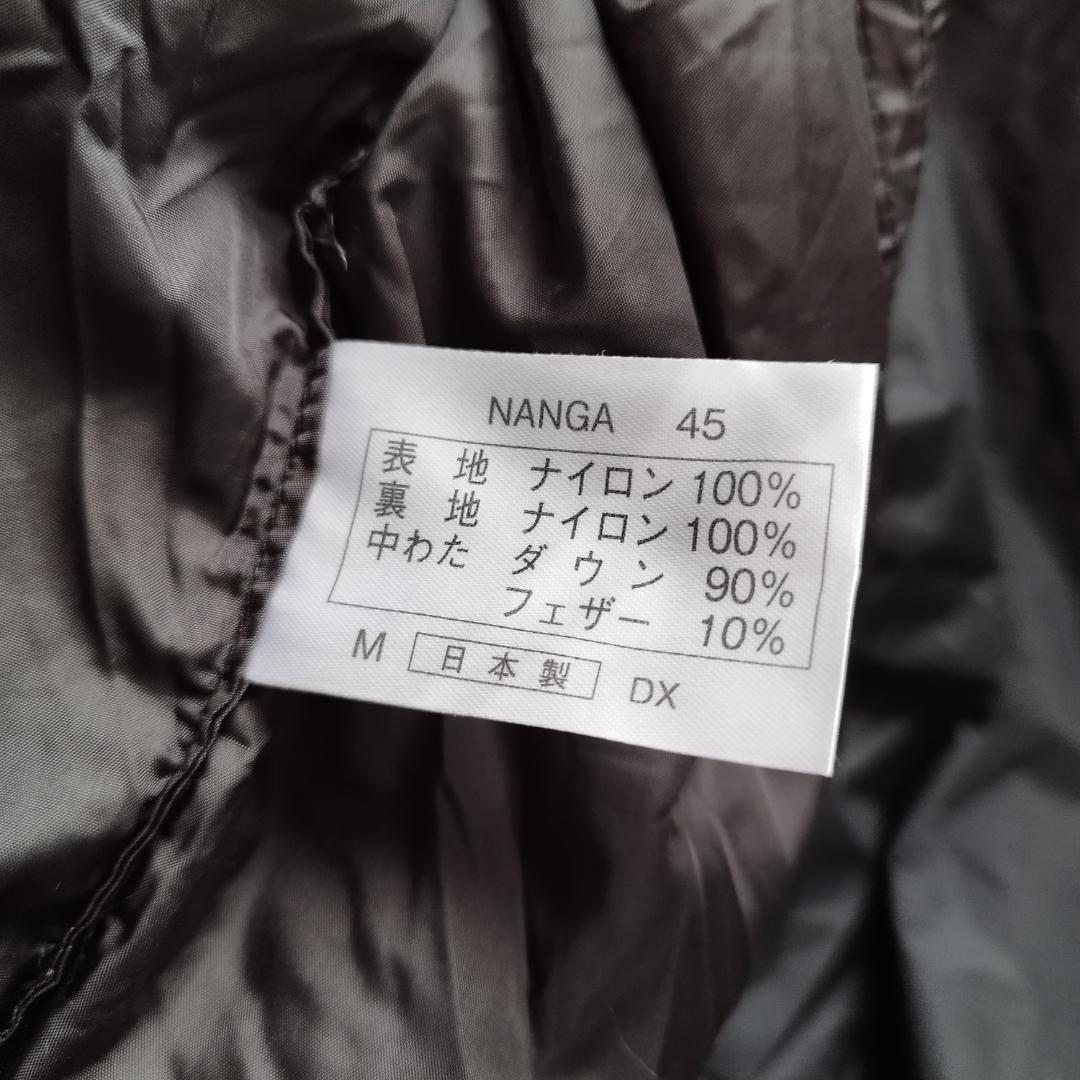 NANGA 45
表 地 ナイロン 100%
裏 地 ナイロン 100%
中わた ダウン 90%
フェザー 10%
M 日本製 DX